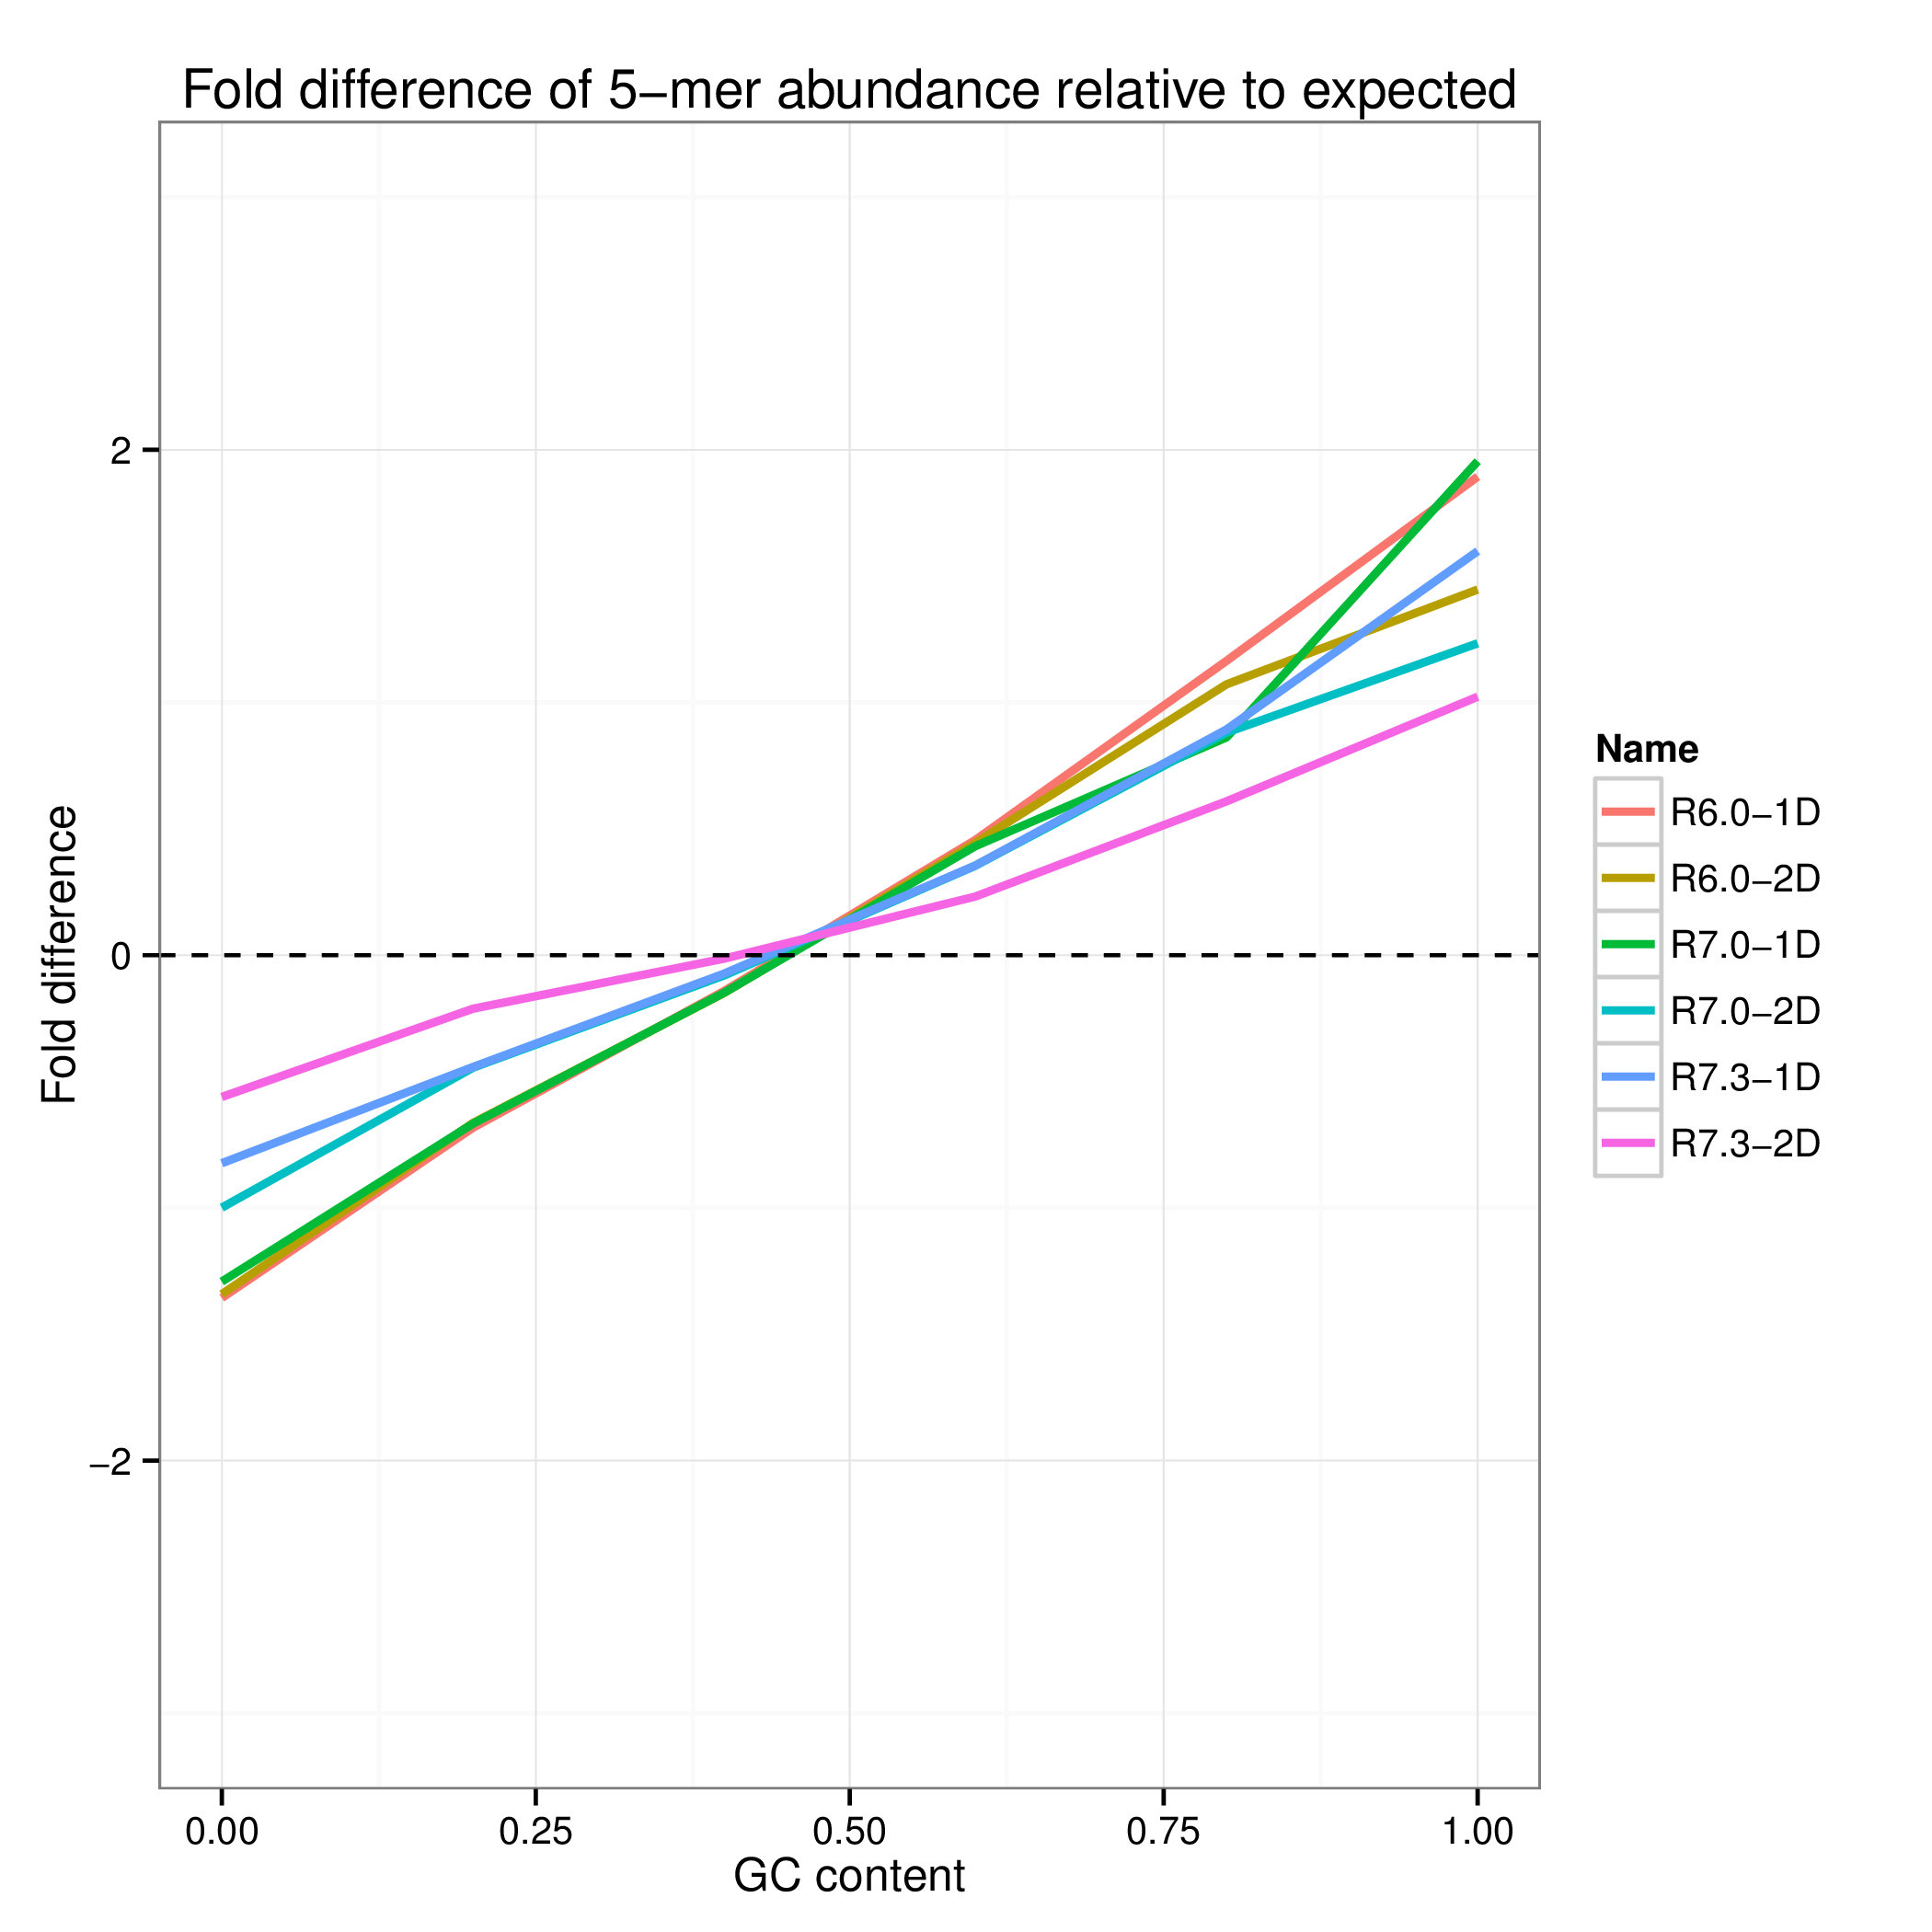 Fold difference of 5−mer abundance relative to expected
Fold difference
2
0
−2
0.00 0.25 0.50 0.75 1.00
GC content
Name
R6.0−1D
R6.0−2D
R7.0−1D
R7.0−2D
R7.3−1D
R7.3−2D